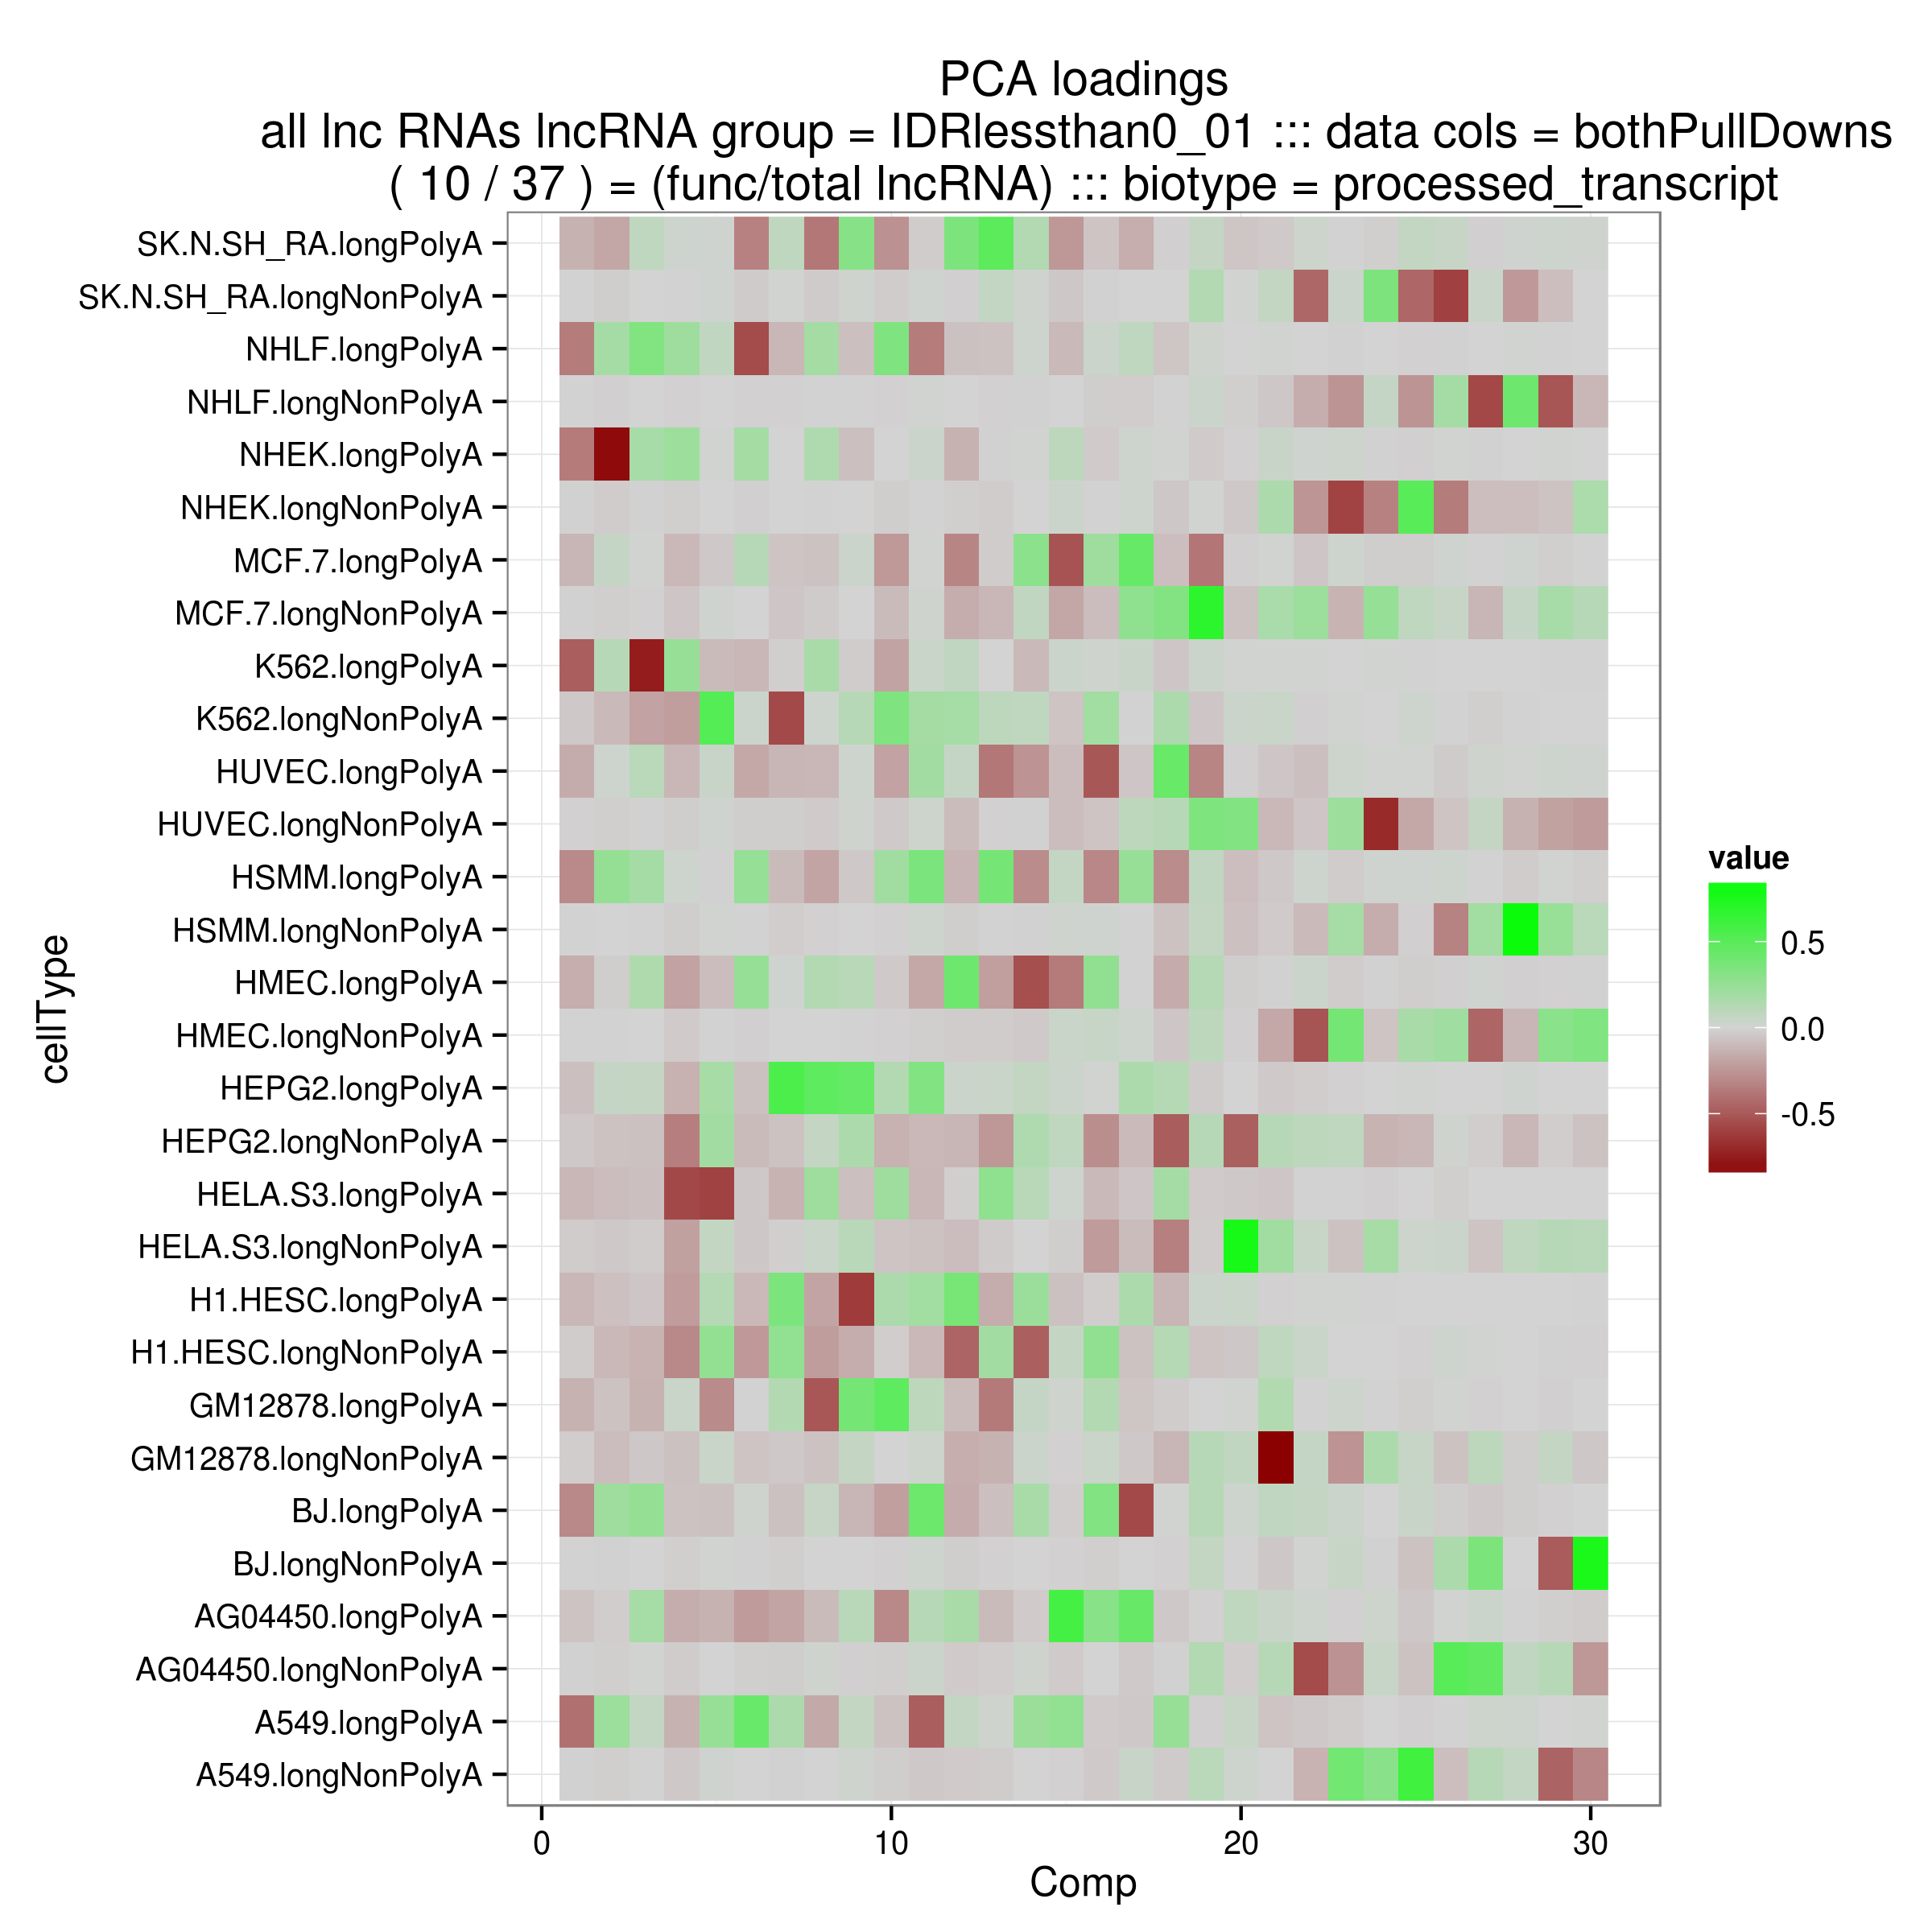 PCA loadings
all lnc RNAs lncRNA group = IDRlessthan0_01 ::: data cols = bothPullDowns
( 10 / 37 ) = (func/total lncRNA) ::: biotype = processed_transcript
SK.N.SH_RA.longPolyA
SK.N.SH_RA.longNonPolyA
NHLF.longPolyA
NHLF.longNonPolyA
NHEK.longPolyA
NHEK.longNonPolyA
MCF.7.longPolyA
MCF.7.longNonPolyA
K562.longPolyA
K562.longNonPolyA
HUVEC.longPolyA
HUVEC.longNonPolyA
HSMM.longPolyA
HSMM.longNonPolyA
HMEC.longPolyA
HMEC.longNonPolyA
HEPG2.longPolyA
HEPG2.longNonPolyA
HELA.S3.longPolyA
HELA.S3.longNonPolyA
H1.HESC.longPolyA
H1.HESC.longNonPolyA
GM12878.longPolyA
GM12878.longNonPolyA
BJ.longPolyA
BJ.longNonPolyA
AG04450.longPolyA
AG04450.longNonPolyA
A549.longPolyA
A549.longNonPolyA
cellType
0 10 20 30
Comp
value
0.5
0.0
-0.5